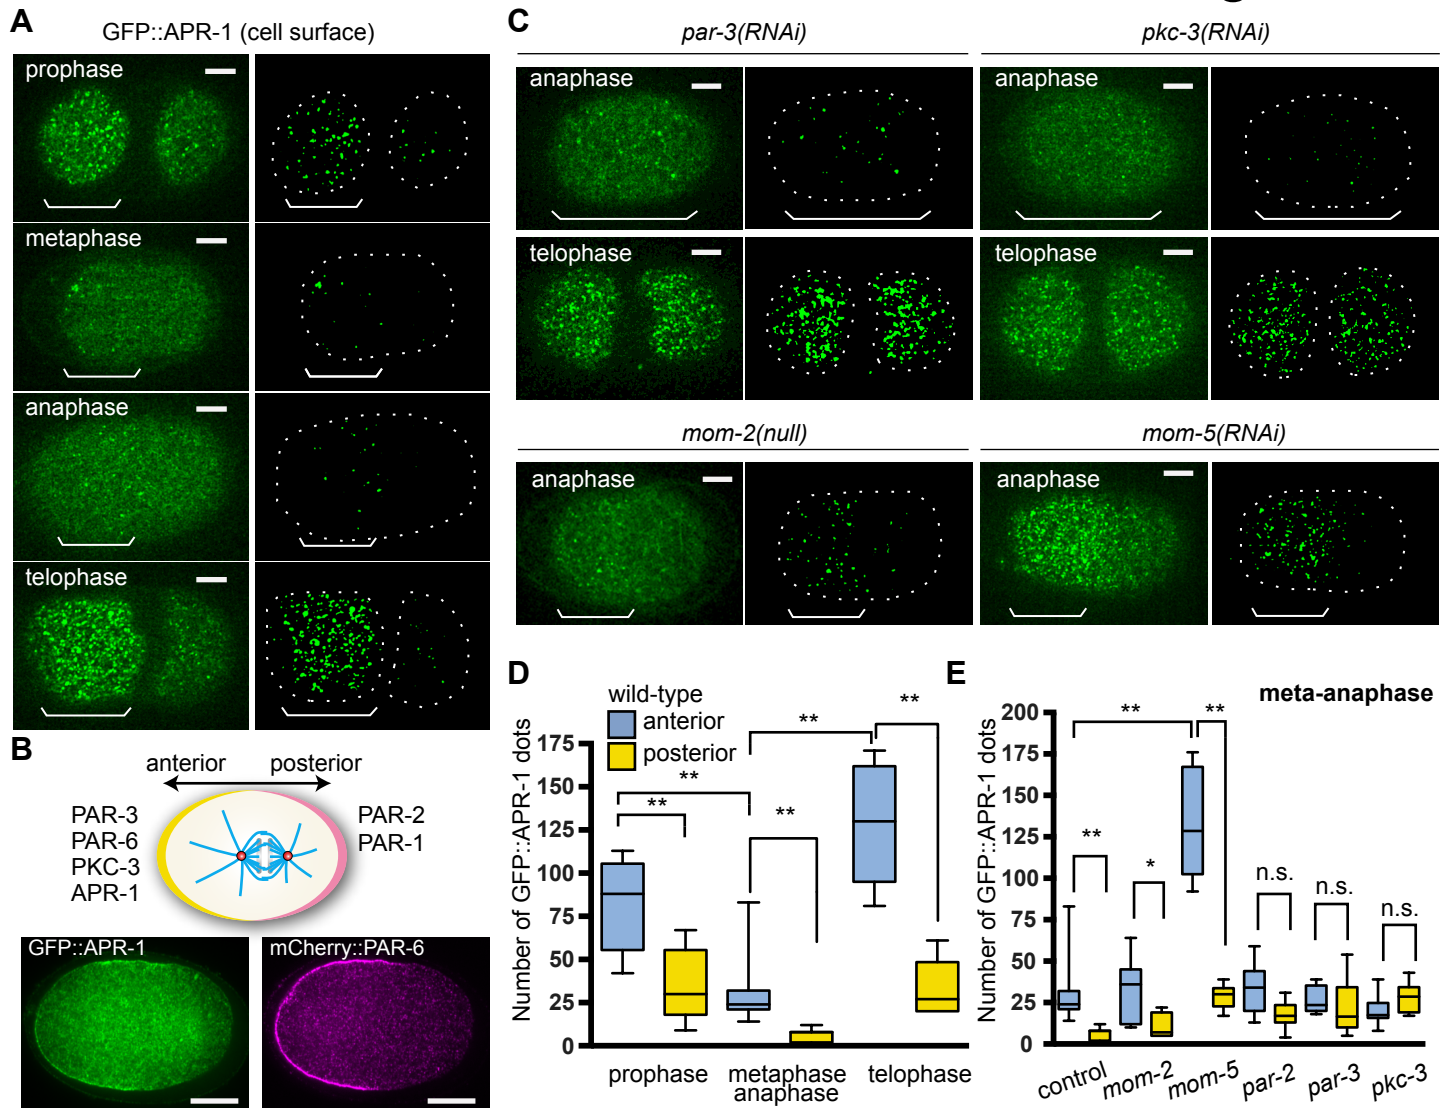 A
GFP::APR-1 (cell surface)
prophase
metaphase
anaphase
telophase
B
anterior
posterior
PAR-3
PAR-6
PKC-3
APR-1
PAR-2
PAR-1
GFP::APR-1
mCherry::PAR-6
C
par-3(RNAi)
pkc-3(RNAi)
anaphase
anaphase
telophase
telophase
mom-2(null)
mom-5(RNAi)
anaphase
anaphase
D
wild-type
anterior
posterior
Number of GFP::APR-1 dots
175
150
125
100
75
50
25
0
**
**
**
**
**
prophase
metaphase
anaphase
telophase
E
meta-anaphase
Number of GFP::APR-1 dots
200
175
150
125
100
75
50
25
0
**
**
**
*
n.s.
n.s.
n.s.
control
mom-2
mom-5
par-2
par-3
pkc-3